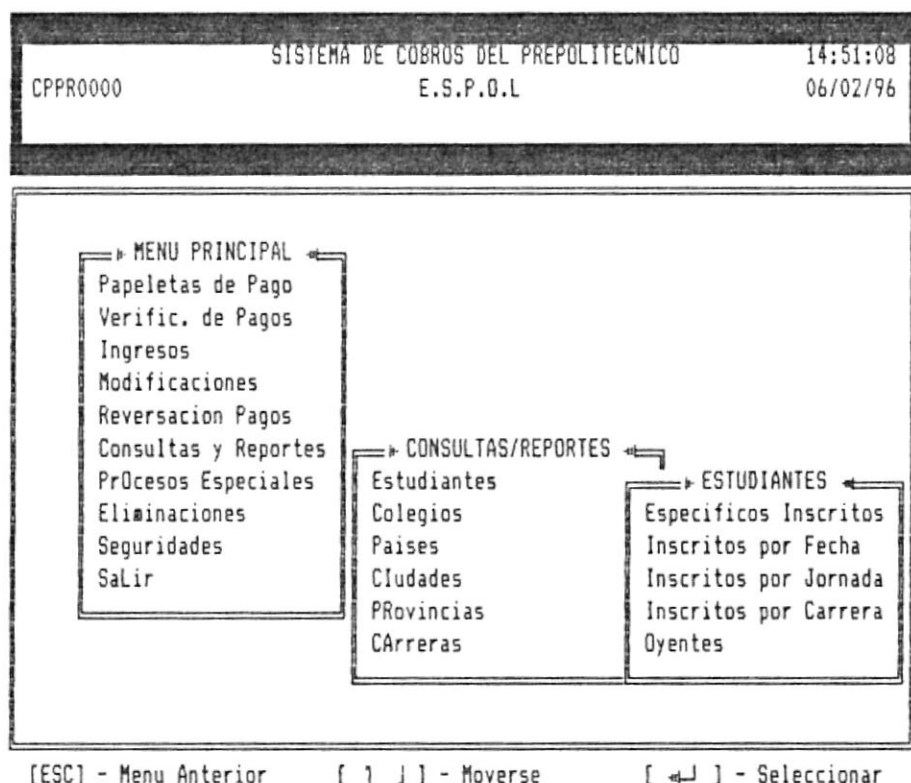 SISTEMA DE COBROS DEL PREPOLITECNICO 14:51:08
CPPR0000 E.S.P.O.L 06/02/96
MENU PRINCIPAL
Papeletas de Pago
Verific. de Pagos
Ingresos
Modificaciones
Reversacion Pagos
Consultas y Reportes
PrOcesos Especiales
Eliminaciones
Seguridades
SaLir
CONSULTAS/REPORTES
Estudiantes
Colegios
Paises
CIudades
PRovincias
CArreras
ESTUDIANTES
Especificos Inscritos
Inscritos por Fecha
Inscritos por Jornada
Inscritos por Carrera
Oyentes
[ESC] - Menu Anterior [ ↑ ↓ ] - Moverse [ ↵ ] - Seleccionar